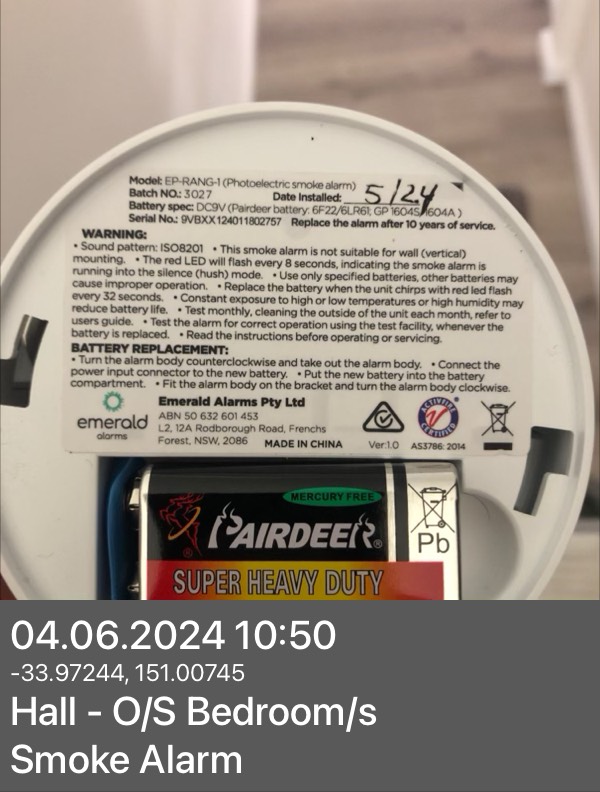 Model: EP-RANG-1 (Photoelectric smoke alarm)
Batch NO.: 3027 Date Installed: 5/24
Battery spec: DC9V (Pairdeer battery: 6F22/6LR61; GP 1604S/1604A)
Serial No.: 9VBXX124011802757 Replace the alarm after 10 years of service.
WARNING:
• Sound pattern: ISO8201 • This smoke alarm is not suitable for wall (vertical)
mounting. • The red LED will flash every 8 seconds, indicating the smoke alarm is
running into the silence (hush) mode. • Use only specified batteries, other batteries may
cause improper operation. • Replace the battery when the unit chirps with red led flash
every 32 seconds. • Constant exposure to high or low temperatures or high humidity may
reduce battery life. • Test monthly, cleaning the outside of the unit each month, refer to
users guide. • Test the alarm for correct operation using the test facility, whenever the
battery is replaced. • Read the instructions before operating or servicing.
BATTERY REPLACEMENT:
• Turn the alarm body counterclockwise and take out the alarm body. • Connect the
power input connector to the new battery. • Put the new battery into the battery
compartment. • Fit the alarm body on the bracket and turn the alarm body clockwise.
emerald
alarms
Emerald Alarms Pty Ltd
ABN 50 632 601 453
L2, 12A Rodborough Road, Frenchs
Forest, NSW, 2086 MADE IN CHINA
Ver:1.0
ACTIVFIRE
CERTIFIED
AS3786: 2014
MERCURY FREE
PAIRDEER®
SUPER HEAVY DUTY
Pb
04.06.2024 10:50
-33.97244, 151.00745
Hall - O/S Bedroom/s
Smoke Alarm